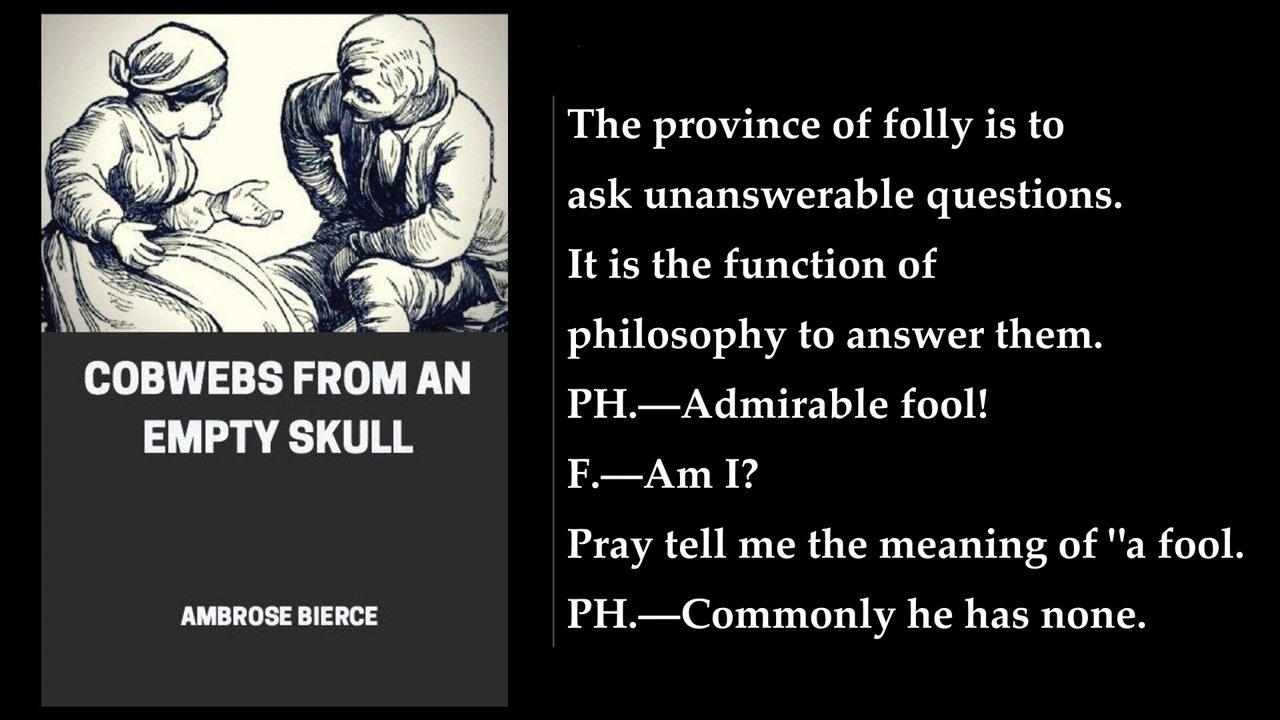 COBWEBS FROM AN
EMPTY SKULL
AMBROSE BIERCE
The province of folly is to
ask unanswerable questions.
It is the function of
philosophy to answer them.
PH.—Admirable fool!
F.—Am I?
Pray tell me the meaning of "a fool.
PH.—Commonly he has none.